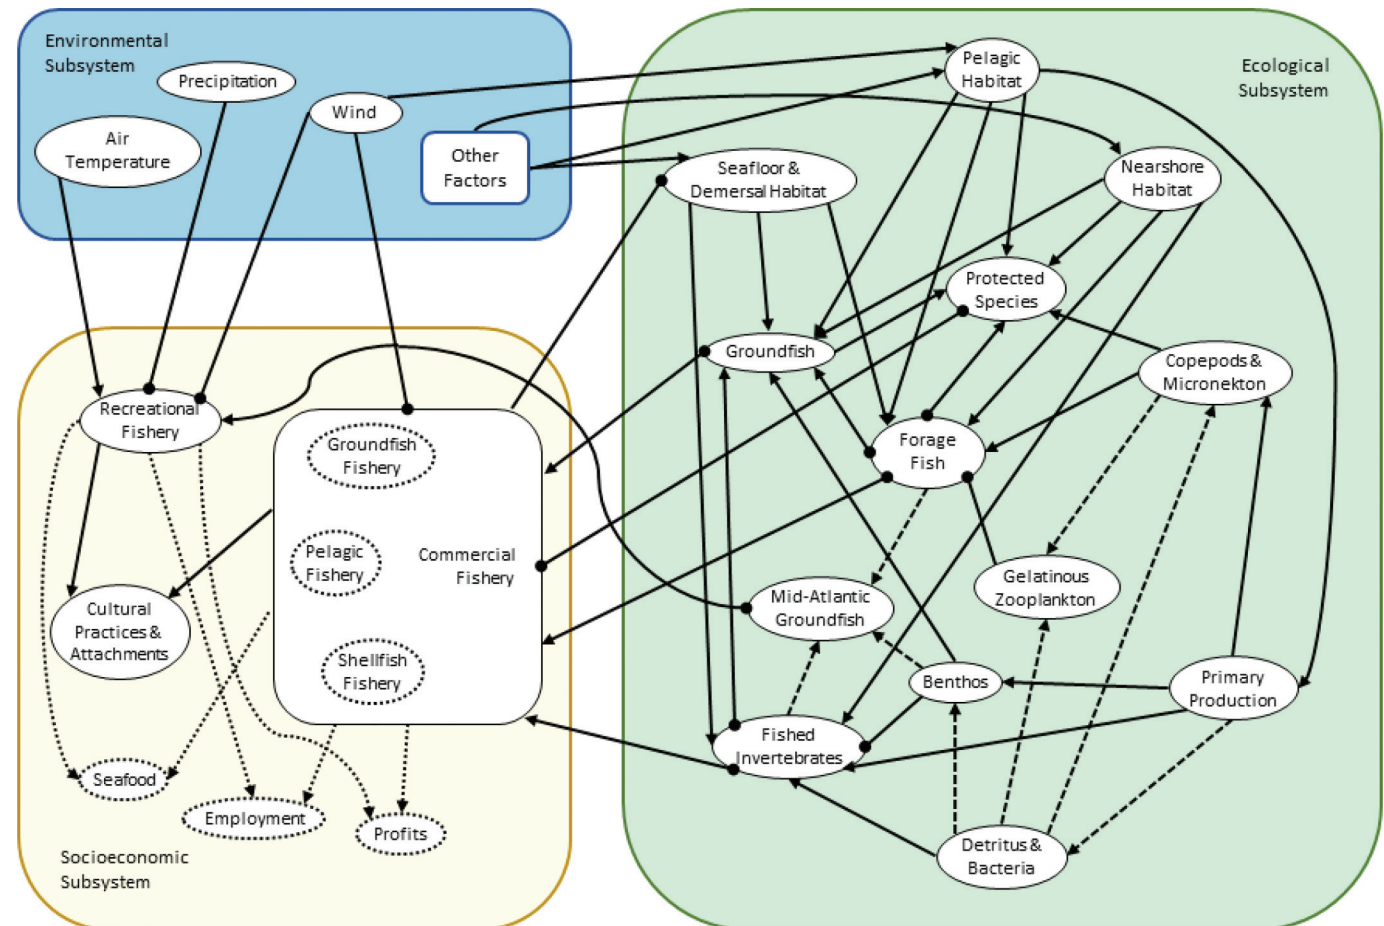 Environmental
Subsystem
Precipitation
Wind
Air
Temperature
Other
Factors
Ecological
Subsystem
Pelagic
Habitat
Seafloor &
Demersal Habitat
Nearshore
Habitat
Protected
Species
Groundfish
Copepods &
Micronekton
Forage
Fish
Gelatinous
Zooplankton
Mid-Atlantic
Groundfish
Benthos
Primary
Production
Fished
Invertebrates
Detritus &
Bacteria
Recreational
Fishery
Groundfish
Fishery
Pelagic
Fishery
Commercial
Fishery
Shellfish
Fishery
Cultural
Practices &
Attachments
Seafood
Employment
Profits
Socioeconomic
Subsystem